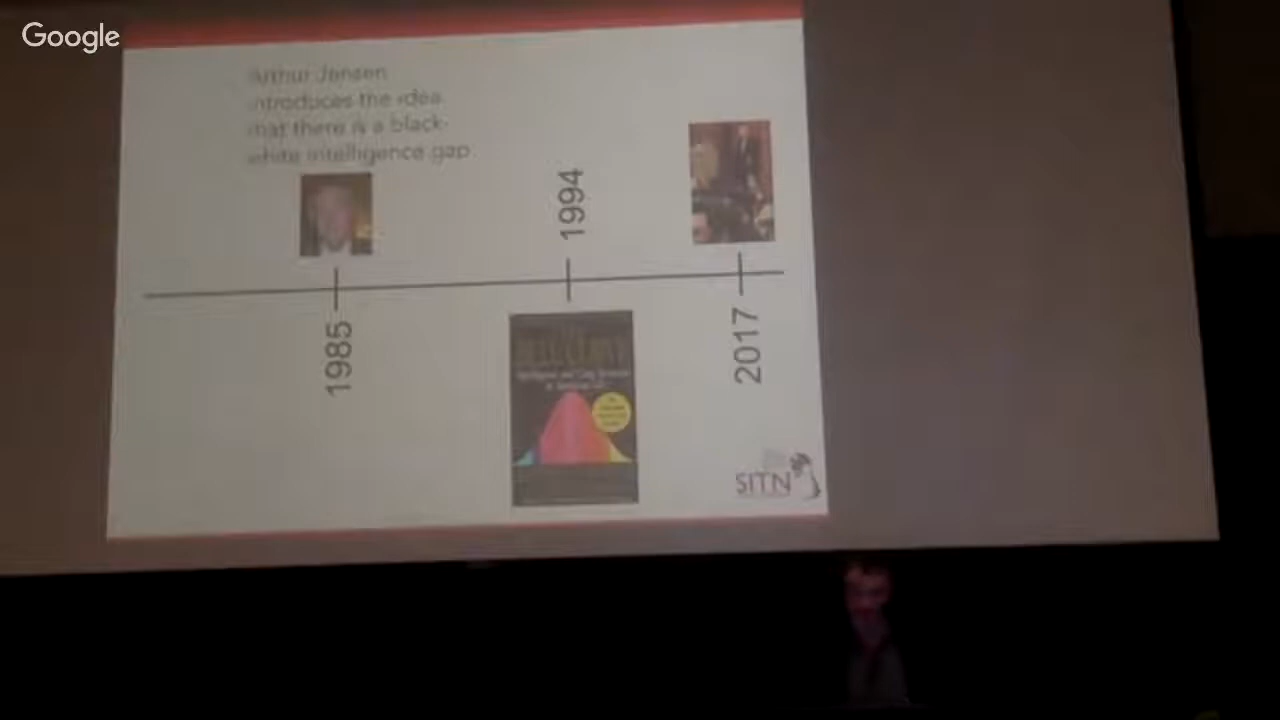 Google
Arthur Jensen
introduces the idea
that there is a black-
white intelligence gap
1994
1985
2017
SITN